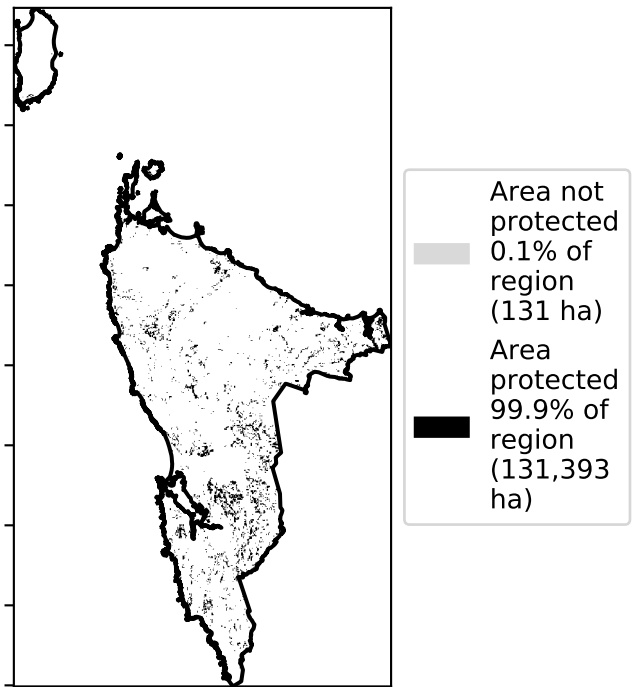 Area not
protected
0.1% of
region
(131 ha)
Area
protected
99.9% of
region
(131,393
ha)